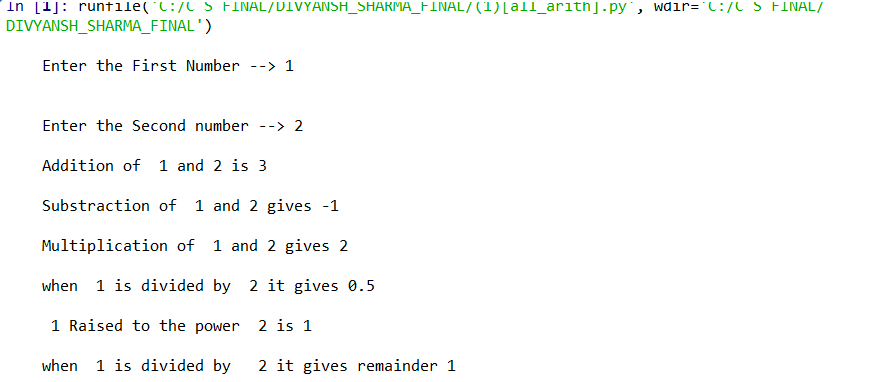 In [1]: runfile('C:/C S FINAL/DIVYANSH_SHARMA_FINAL/(1)[all_arith].py', wdir='C:/C S FINAL/
DIVYANSH_SHARMA_FINAL')
Enter the First Number --> 1
Enter the Second number --> 2
Addition of  1 and 2 is 3
Substraction of  1 and 2 gives -1
Multiplication of  1 and 2 gives 2
when  1 is divided by  2 it gives 0.5
1 Raised to the power  2 is 1
when  1 is divided by   2 it gives remainder 1